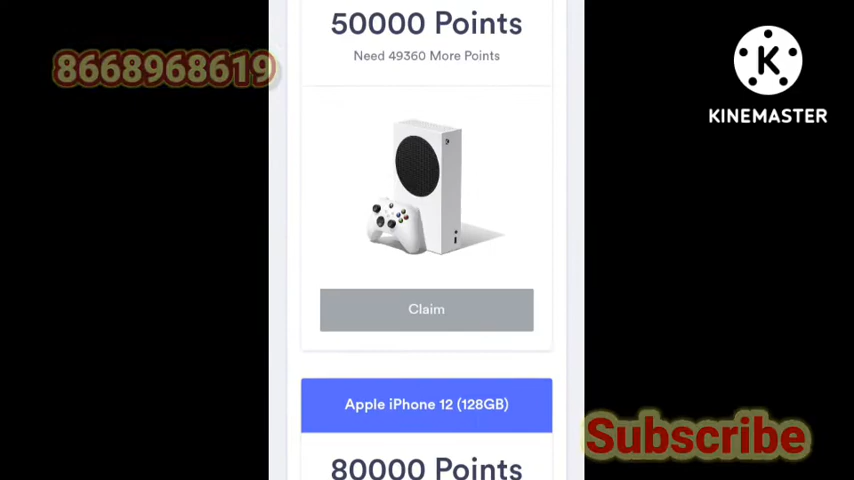 50000 Points
Need 49360 More Points
8668968619
KINEMASTER
Claim
Apple iPhone 12 (128GB)
Subscribe
80000 Points